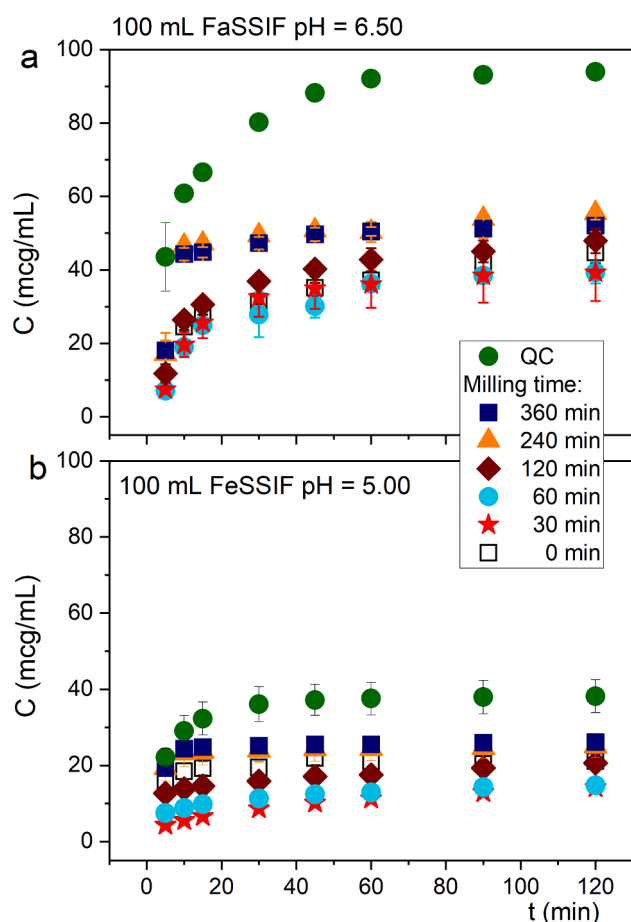 100 mL FaSSIF pH = 6.50
a
100
80
60
40
20
0
C (mcg/mL)
QC
Milling time:
360 min
240 min
120 min
60 min
30 min
0 min
b
100 mL FeSSIF pH = 5.00
100
80
60
40
20
0
C (mcg/mL)
0 20 40 60 80 100 120
t (min)